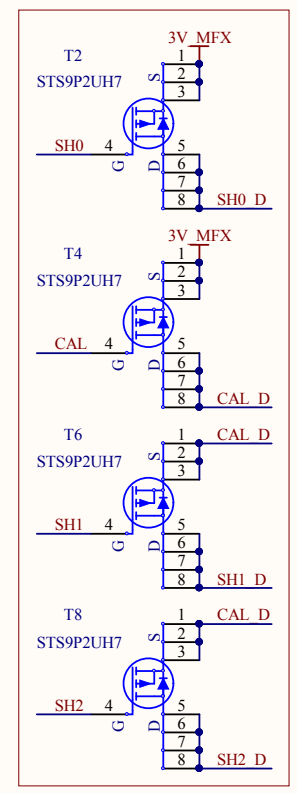 3V_MFX
T2
STS9P2UH7
S
1
2
3
SH0
4
G
D
5
6
7
8
SH0_D
3V_MFX
T4
STS9P2UH7
S
1
2
3
CAL
4
G
D
5
6
7
8
CAL_D
T6
STS9P2UH7
S
1
CAL_D
2
3
SH1
4
G
D
5
6
7
8
SH1_D
T8
STS9P2UH7
S
1
CAL_D
2
3
SH2
4
G
D
5
6
7
8
SH2_D